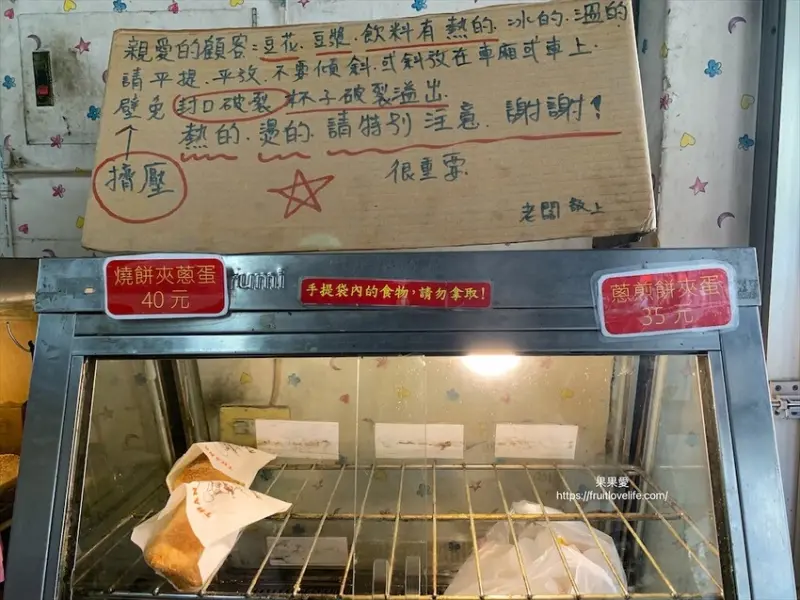 親愛的顧客:豆花.豆漿.飲料有熱的.冰的.溫的
請平提.平放.不要傾斜.或斜放在車廂或車上.
壁免封口破裂.杯子破裂溢出.
擠壓
熱的.燙的.請特別注意.謝謝!
很重要.
老闆敬上
燒餅夾蔥蛋
40元
rumi
手提袋內的食物,請勿拿取!
蔥煎餅夾蛋
35元
果果愛
https://fruitlovelife.com/